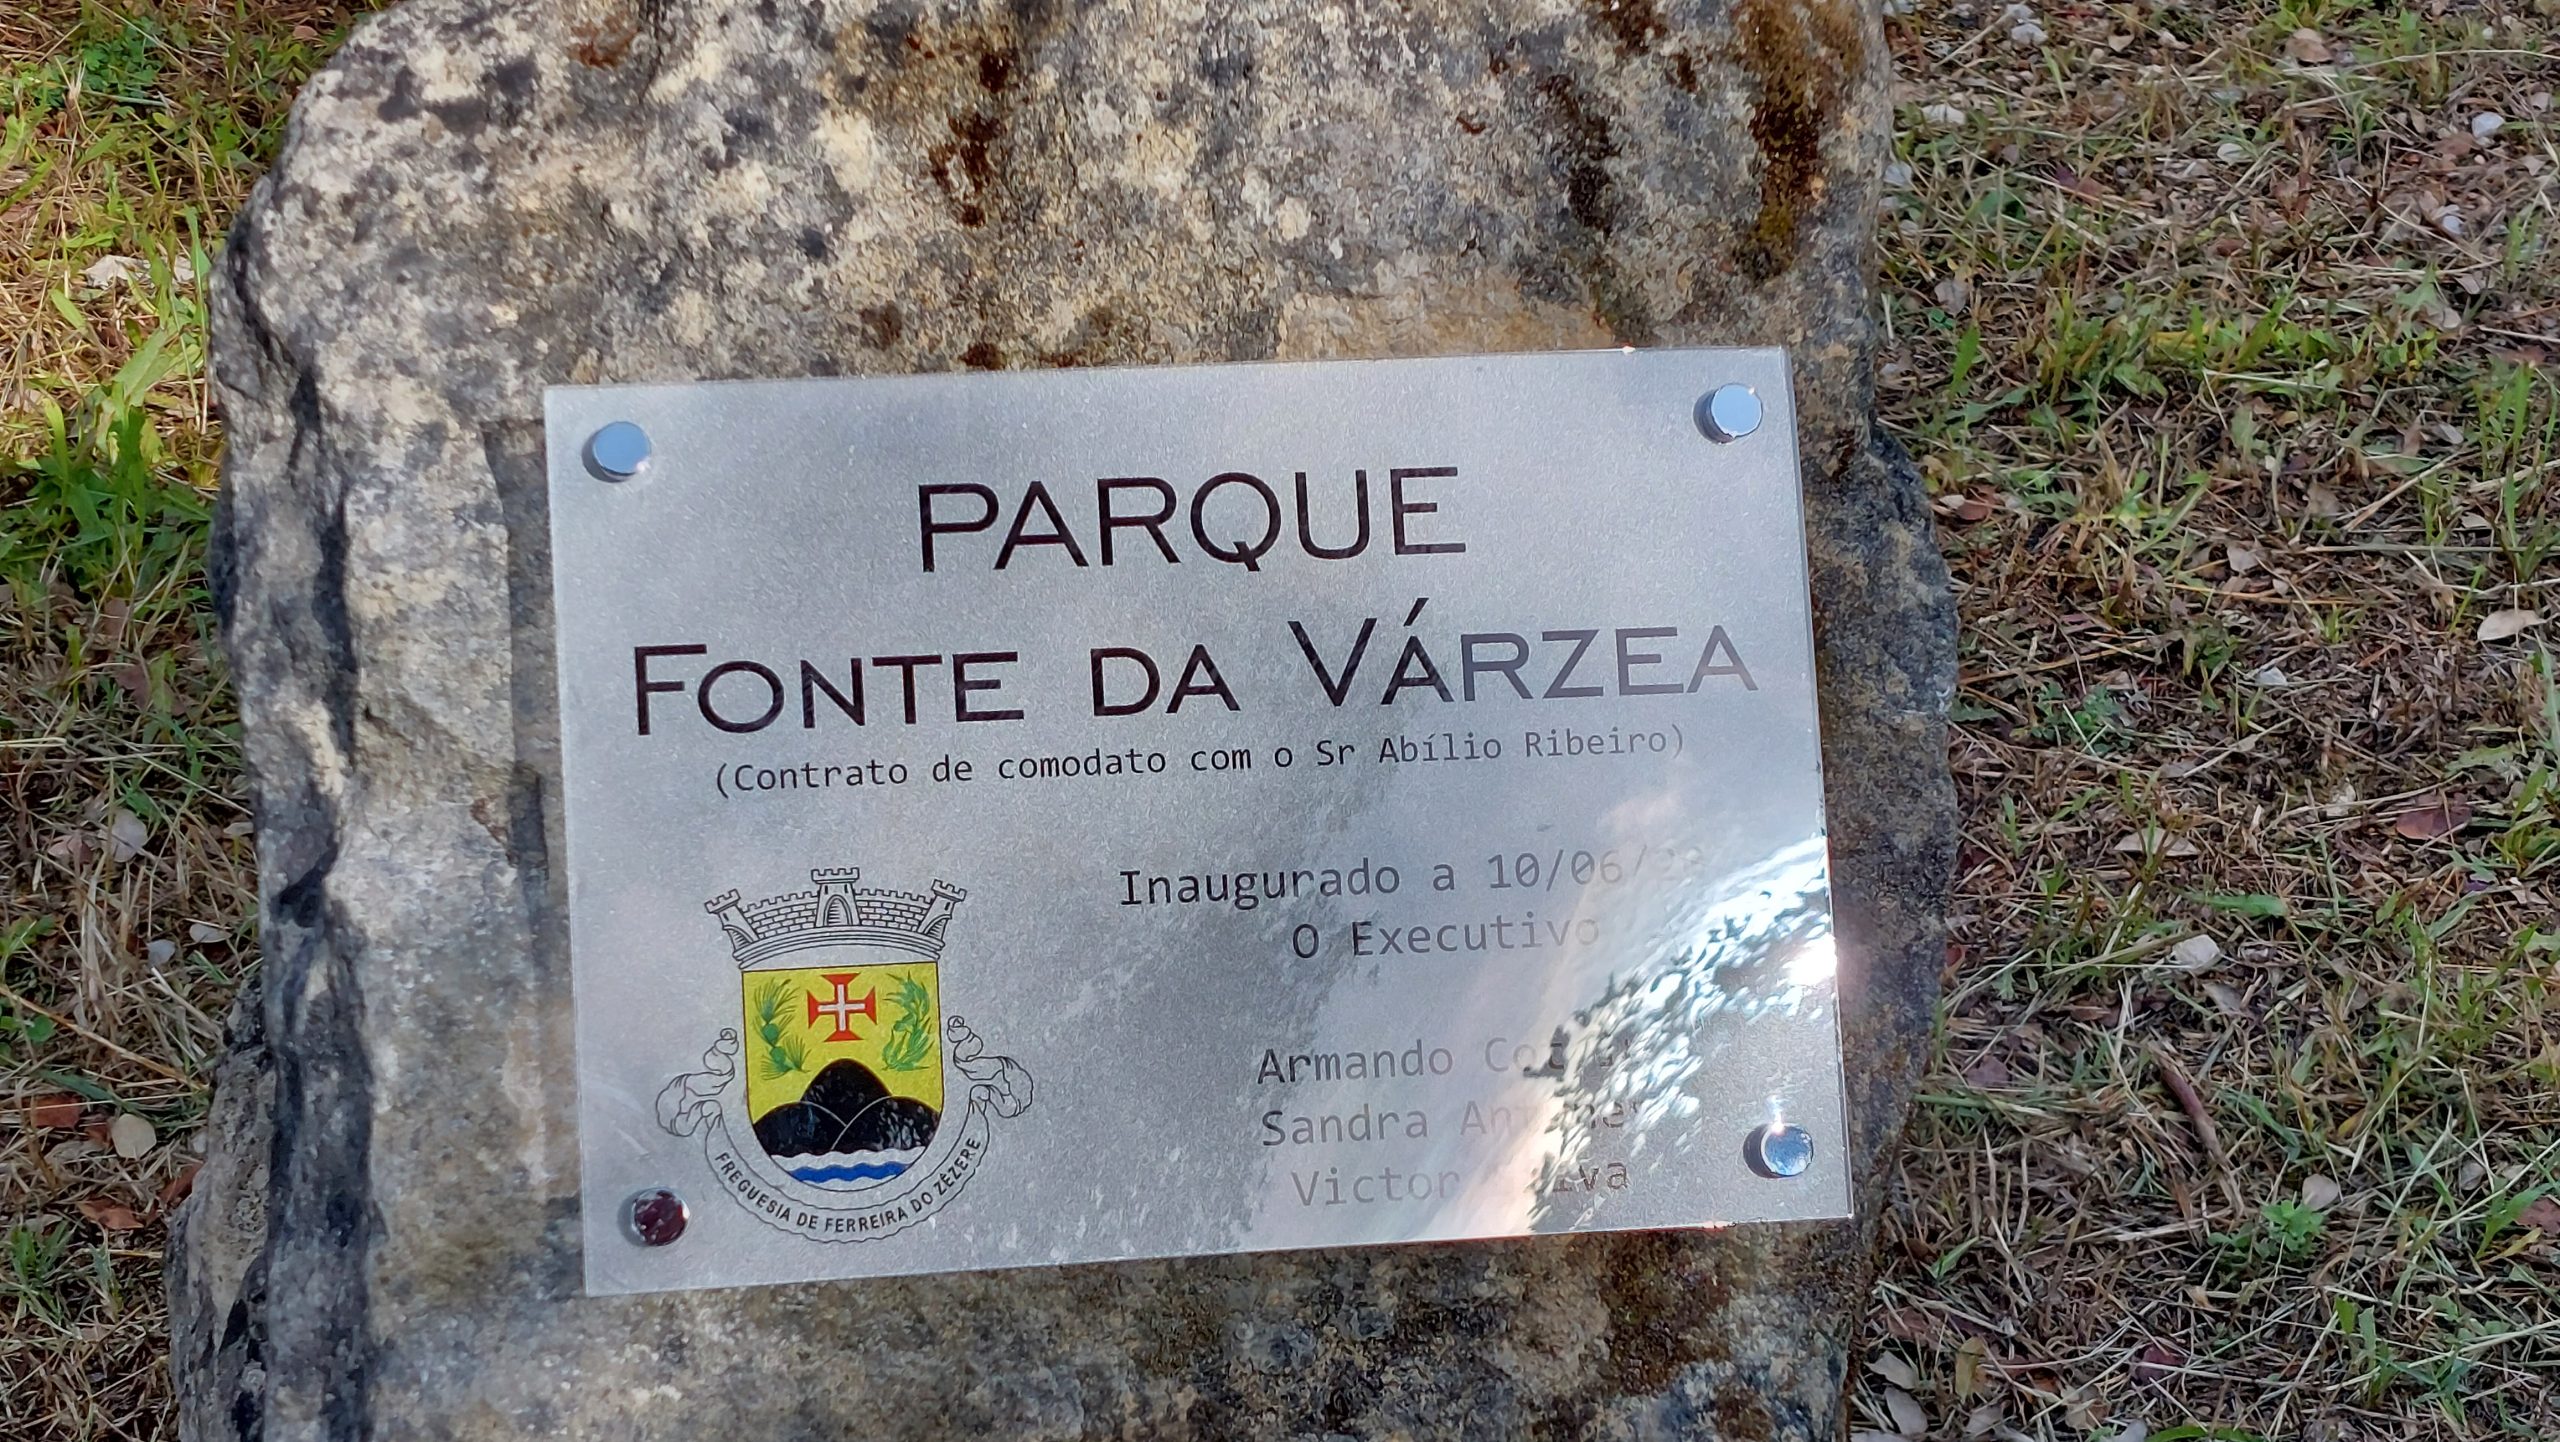 PARQUE
FONTE DA VÁRZEA
(Contrato de comodato com o Sr Abílio Ribeiro)
Inaugurado a 10/06/
O Executivo
Armando
Sandra
Victor
FREGUESIA DE FERREIRA DO ZÊZERE